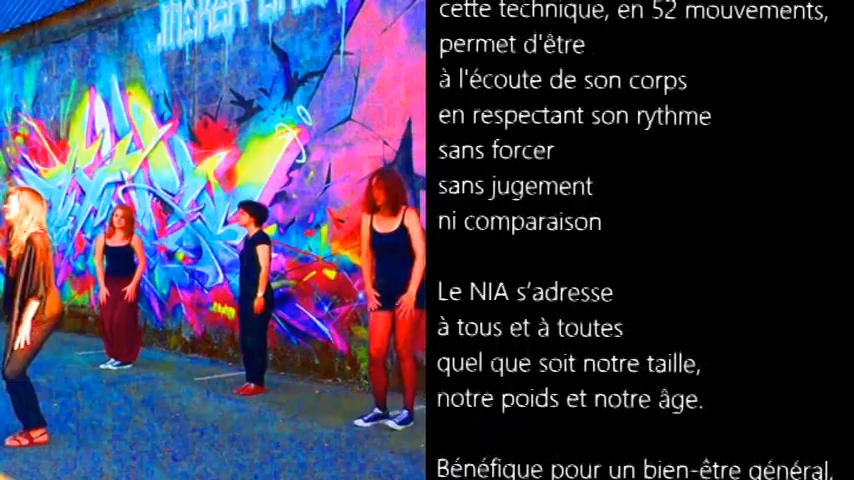 cette technique, en 52 mouvements,
permet d'être
à l'écoute de son corps
en respectant son rythme
sans forcer
sans jugement
ni comparaison
Le NIA s'adresse
à tous et à toutes
quel que soit notre taille,
notre poids et notre âge.
Bénéfique pour un bien-être général,